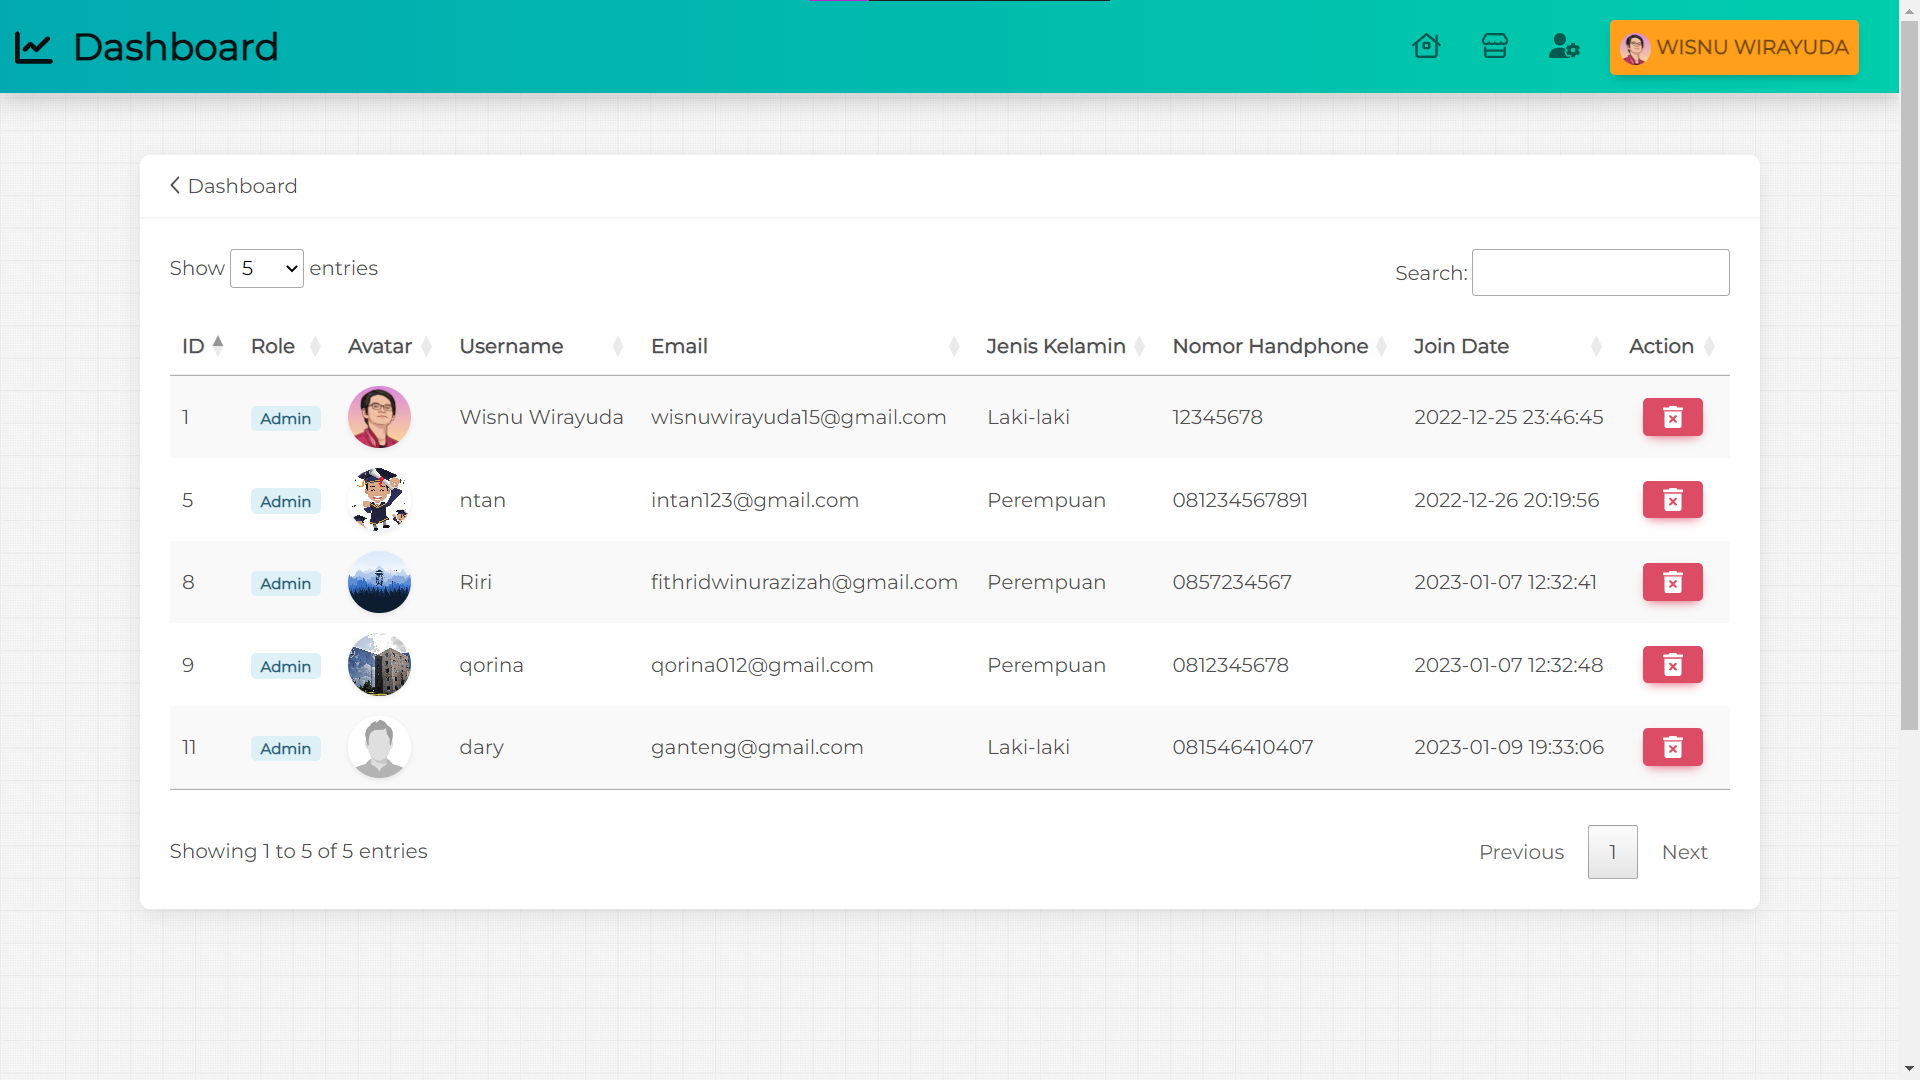 Dashboard
WISNU WIRAYUDA
Dashboard
Show 5 entries
Search:
ID Role Avatar Username Email Jenis Kelamin Nomor Handphone Join Date Action
1 Admin Wisnu Wirayuda wisnuwirayuda15@gmail.com Laki-laki 12345678 2022-12-25 23:46:45
5 Admin ntan intan123@gmail.com Perempuan 081234567891 2022-12-26 20:19:56
8 Admin Riri fithridwinurazizah@gmail.com Perempuan 0857234567 2023-01-07 12:32:41
9 Admin qorina qorina012@gmail.com Perempuan 0812345678 2023-01-07 12:32:48
11 Admin dary ganteng@gmail.com Laki-laki 081546410407 2023-01-09 19:33:06
Showing 1 to 5 of 5 entries
Previous 1 Next